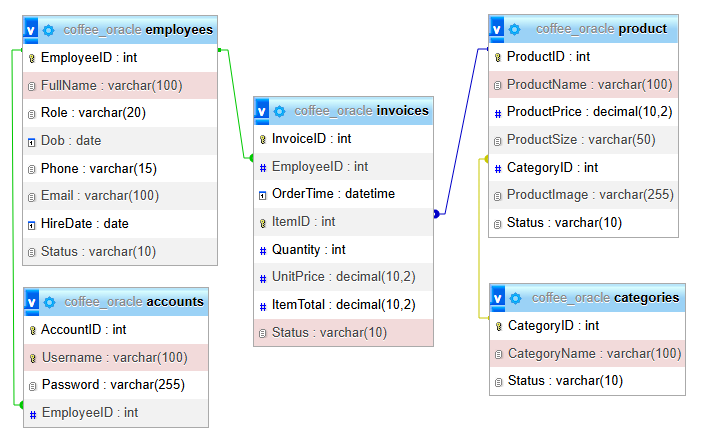 coffee_oracle employees
EmployeeID : int
FullName : varchar(100)
Role : varchar(20)
Dob : date
Phone : varchar(15)
Email : varchar(100)
HireDate : date
Status : varchar(10)
coffee_oracle accounts
AccountID : int
Username : varchar(100)
Password : varchar(255)
EmployeeID : int
coffee_oracle invoices
InvoiceID : int
EmployeeID : int
OrderTime : datetime
ItemID : int
Quantity : int
UnitPrice : decimal(10,2)
ItemTotal : decimal(10,2)
Status : varchar(10)
coffee_oracle product
ProductID : int
ProductName : varchar(100)
ProductPrice : decimal(10,2)
ProductSize : varchar(50)
CategoryID : int
ProductImage : varchar(255)
Status : varchar(10)
coffee_oracle categories
CategoryID : int
CategoryName : varchar(100)
Status : varchar(10)